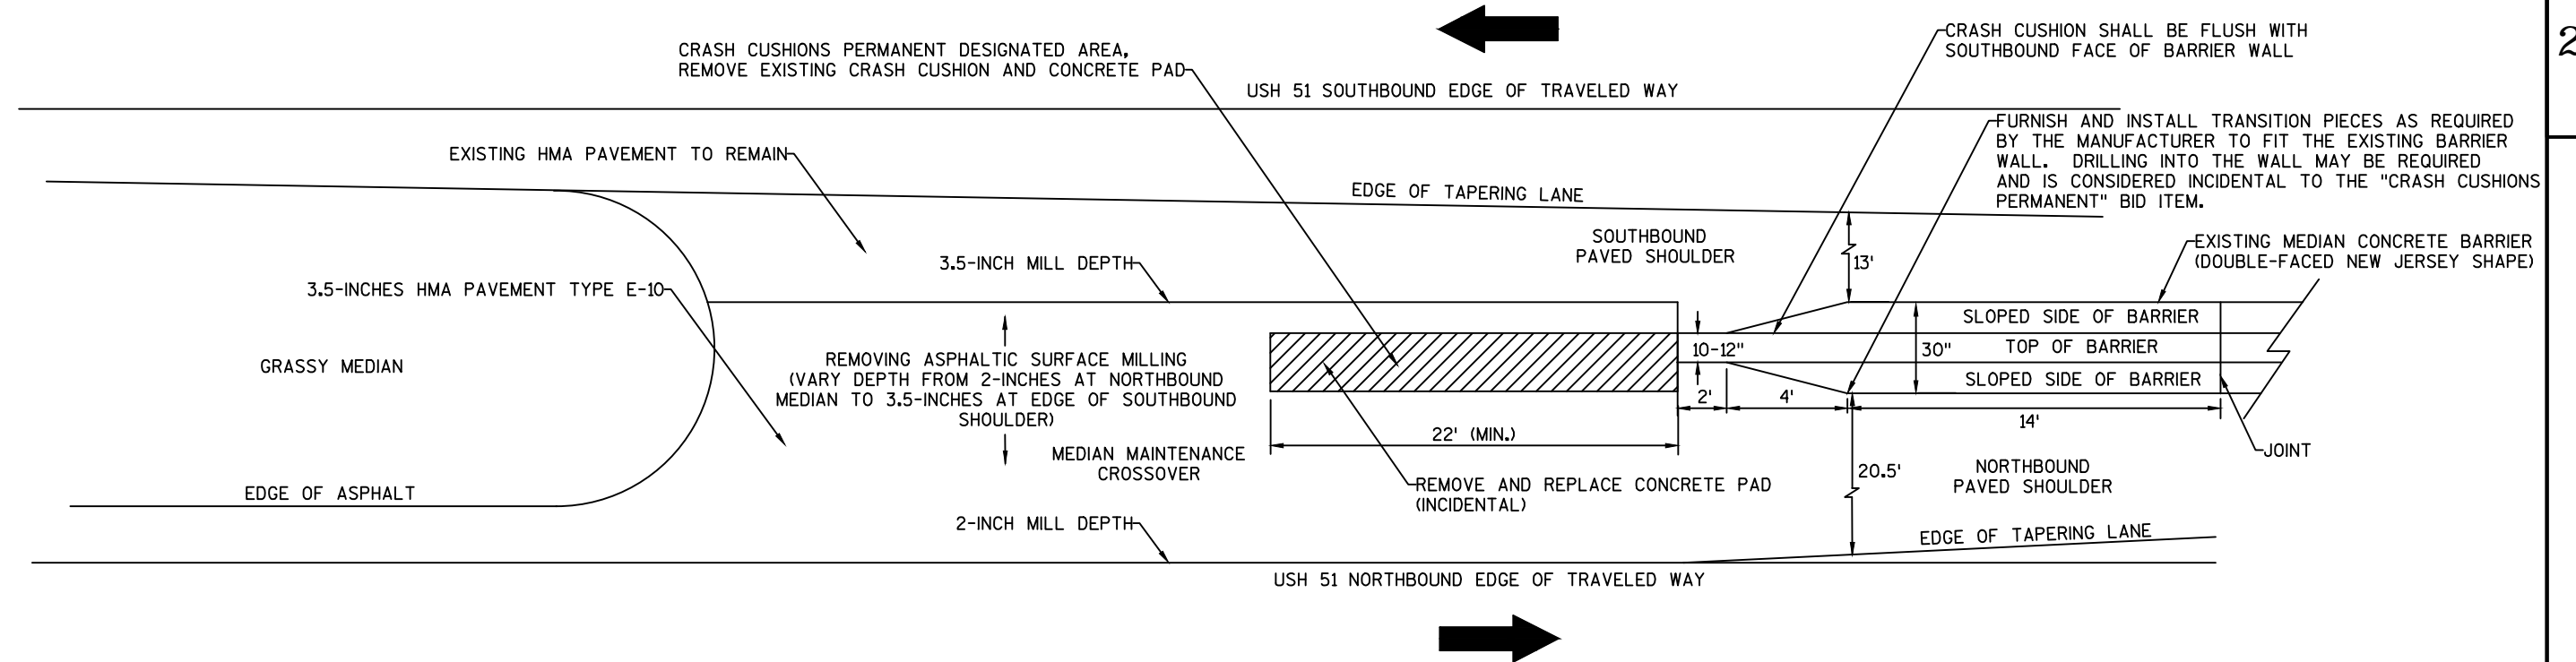 CRASH CUSHIONS PERMANENT DESIGNATED AREA,
REMOVE EXISTING CRASH CUSHION AND CONCRETE PAD
CRASH CUSHION SHALL BE FLUSH WITH
SOUTHBOUND FACE OF BARRIER WALL
2
USH 51 SOUTHBOUND EDGE OF TRAVELED WAY
FURNISH AND INSTALL TRANSITION PIECES AS REQUIRED
BY THE MANUFACTURER TO FIT THE EXISTING BARRIER
WALL. DRILLING INTO THE WALL MAY BE REQUIRED
AND IS CONSIDERED INCIDENTAL TO THE "CRASH CUSHIONS
PERMANENT" BID ITEM.
EXISTING HMA PAVEMENT TO REMAIN
EDGE OF TAPERING LANE
SOUTHBOUND
PAVED SHOULDER
13'
EXISTING MEDIAN CONCRETE BARRIER
(DOUBLE-FACED NEW JERSEY SHAPE)
3.5-INCH MILL DEPTH
3.5-INCHES HMA PAVEMENT TYPE E-10
SLOPED SIDE OF BARRIER
10-12"
30"
TOP OF BARRIER
SLOPED SIDE OF BARRIER
GRASSY MEDIAN
REMOVING ASPHALTIC SURFACE MILLING
(VARY DEPTH FROM 2-INCHES AT NORTHBOUND
MEDIAN TO 3.5-INCHES AT EDGE OF SOUTHBOUND
SHOULDER)
2'
4'
14'
22' (MIN.)
MEDIAN MAINTENANCE
CROSSOVER
JOINT
20.5'
NORTHBOUND
PAVED SHOULDER
REMOVE AND REPLACE CONCRETE PAD
(INCIDENTAL)
EDGE OF ASPHALT
2-INCH MILL DEPTH
EDGE OF TAPERING LANE
USH 51 NORTHBOUND EDGE OF TRAVELED WAY